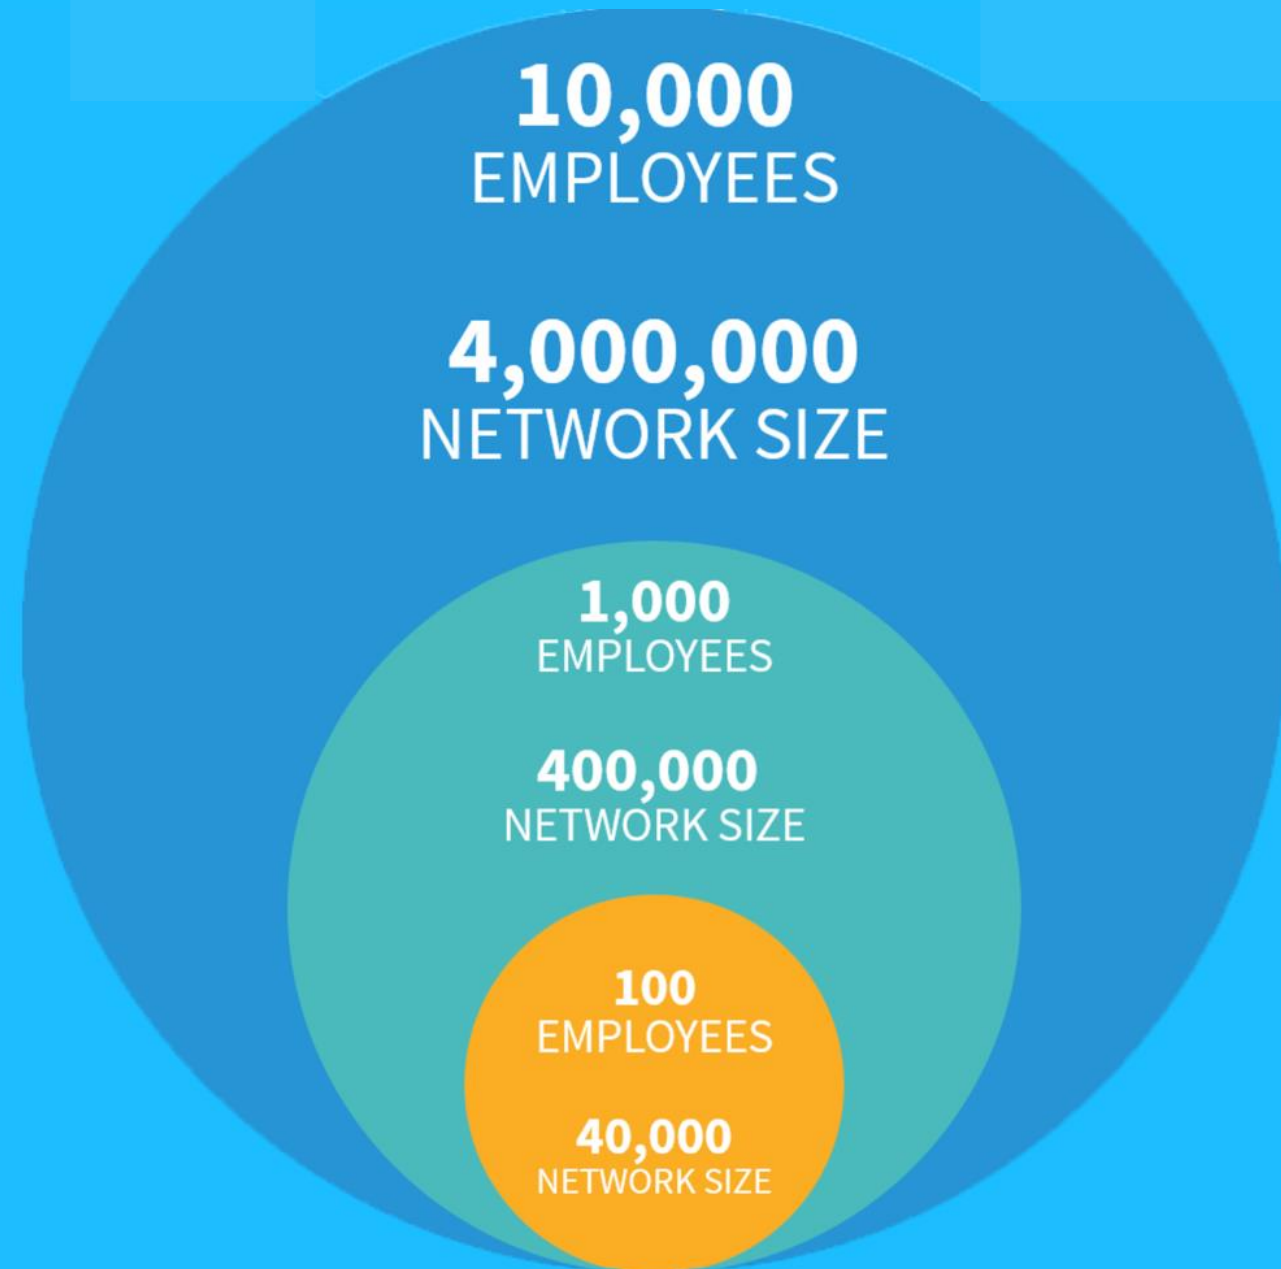 10,000
EMPLOYEES
4,000,000
NETWORK SIZE
1,000
EMPLOYEES
400,000
NETWORK SIZE
100
EMPLOYEES
40,000
NETWORK SIZE